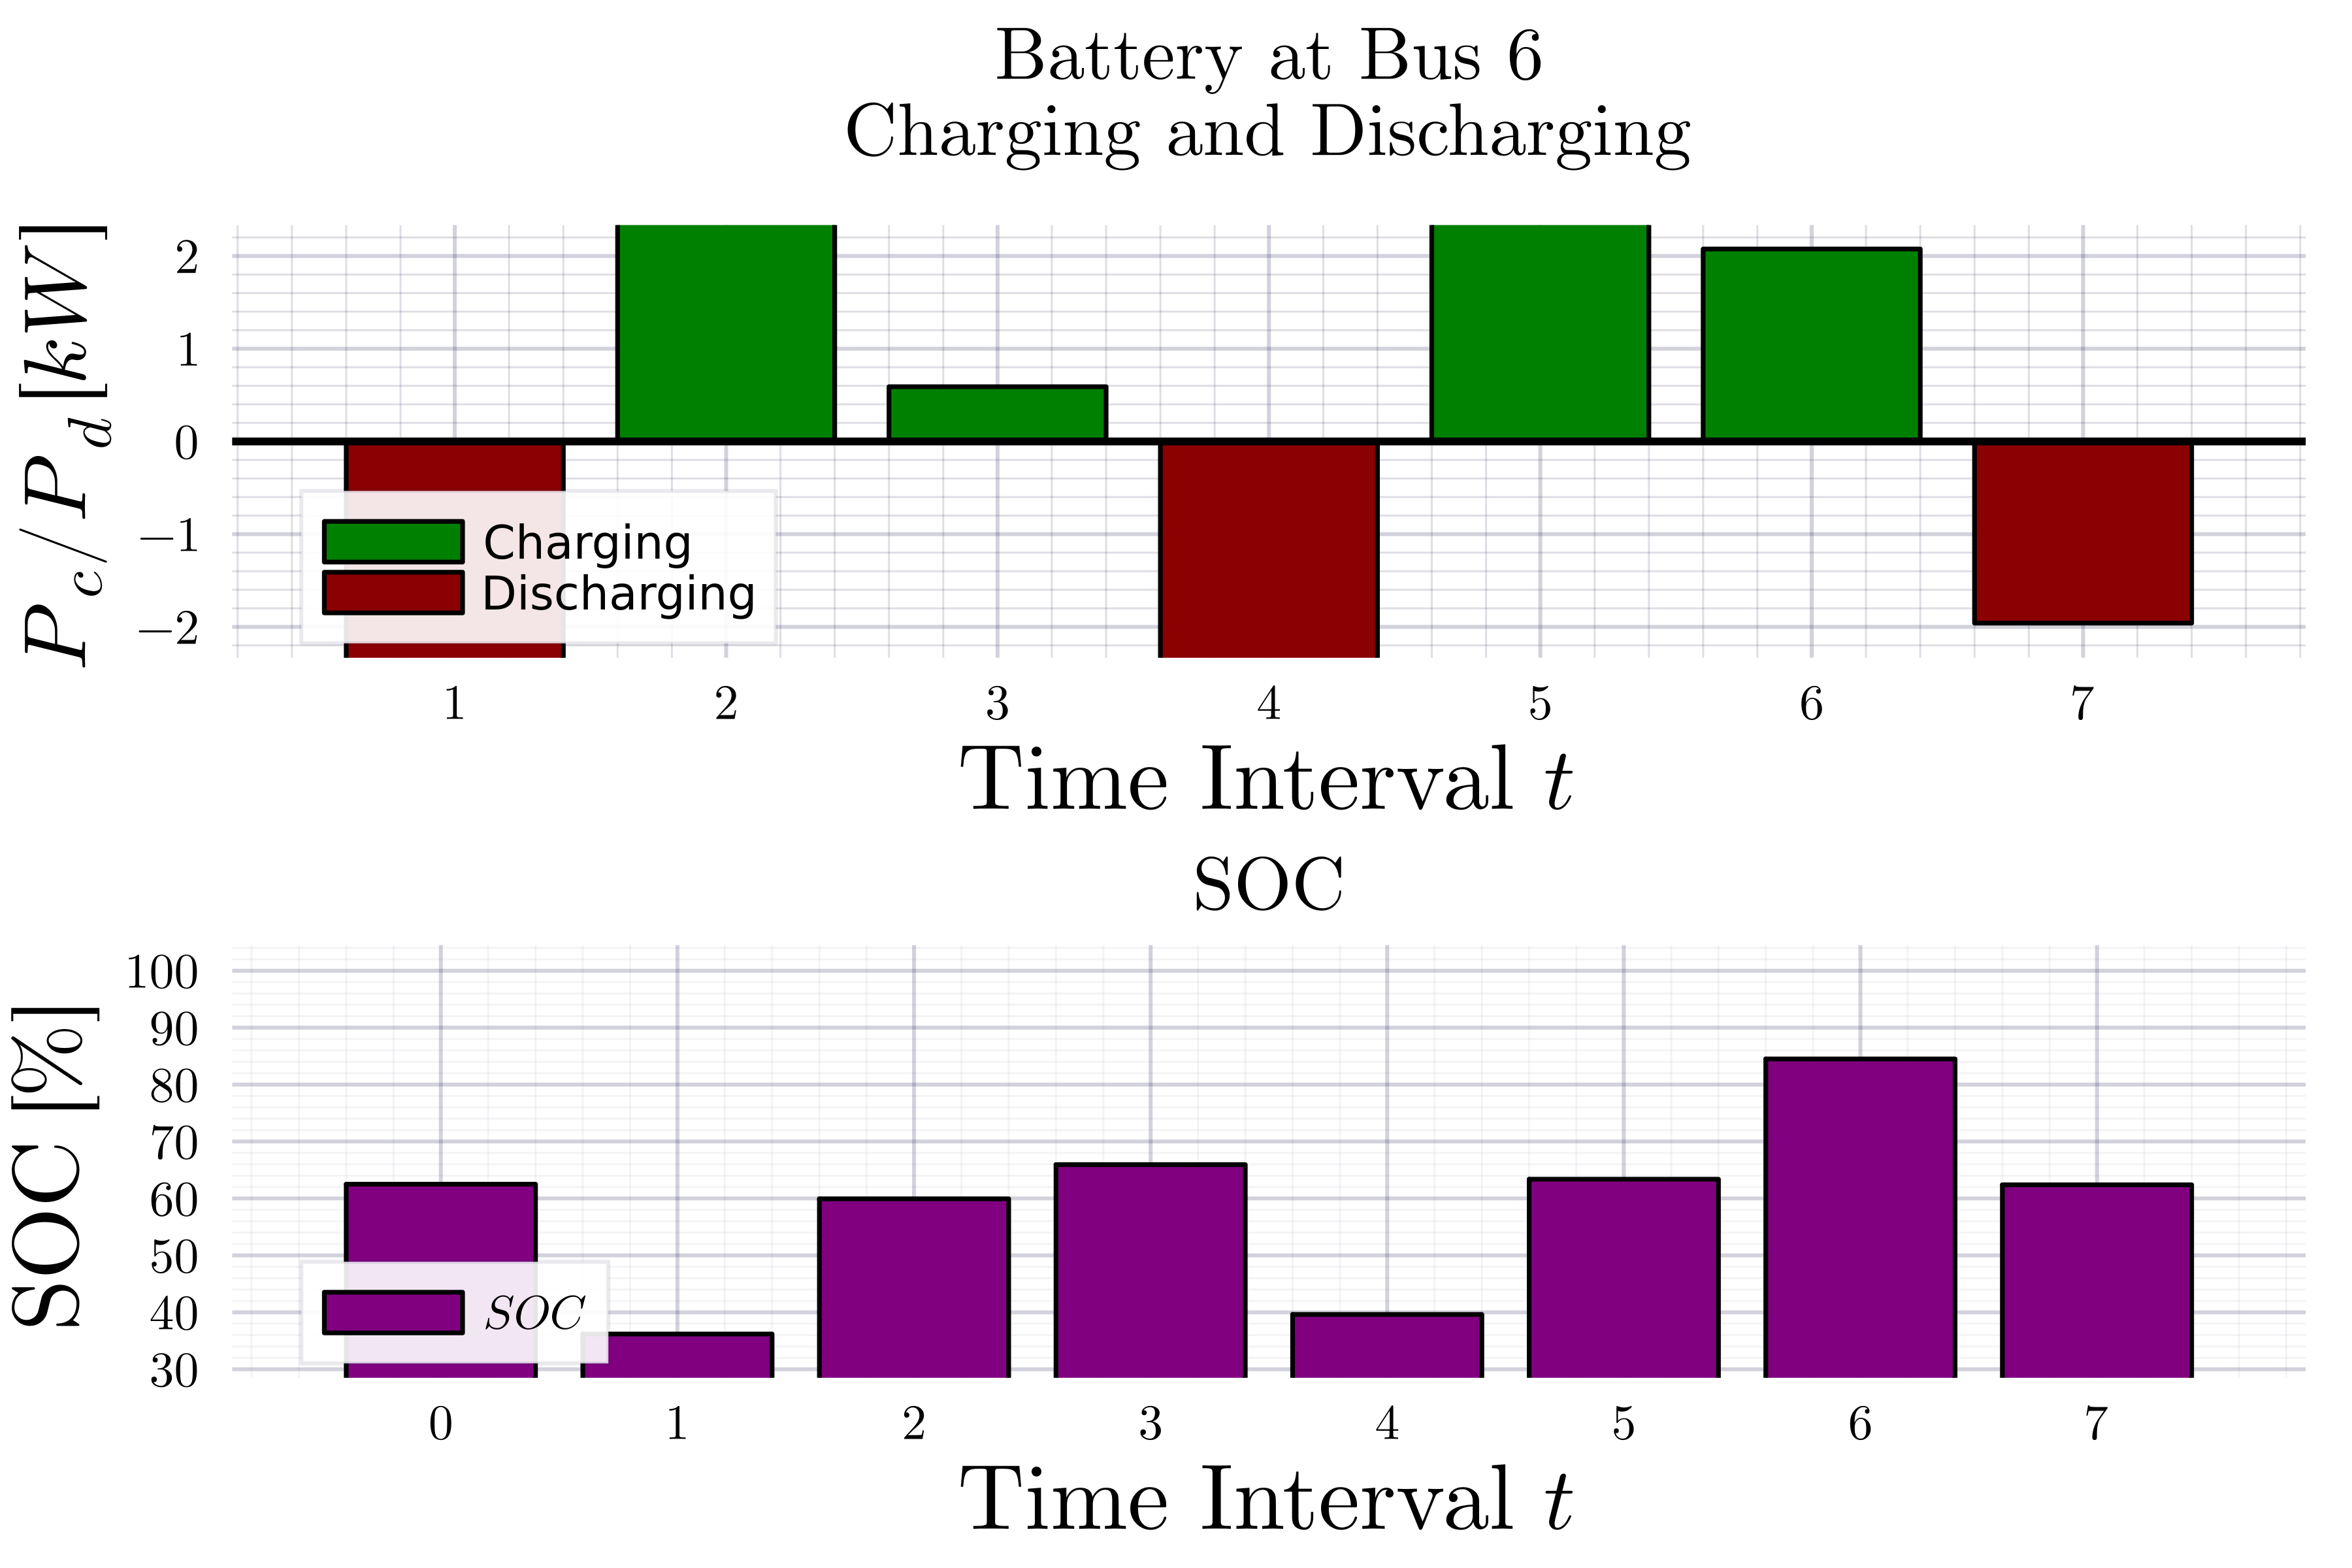 Battery at Bus 6
Charging and Discharging
P_c/P_d [kW]
2
1
0
−1
−2
Charging
Discharging
1 2 3 4 5 6 7
Time Interval t
SOC
SOC [%]
100
90
80
70
60
50
40
30
SOC
0 1 2 3 4 5 6 7
Time Interval t